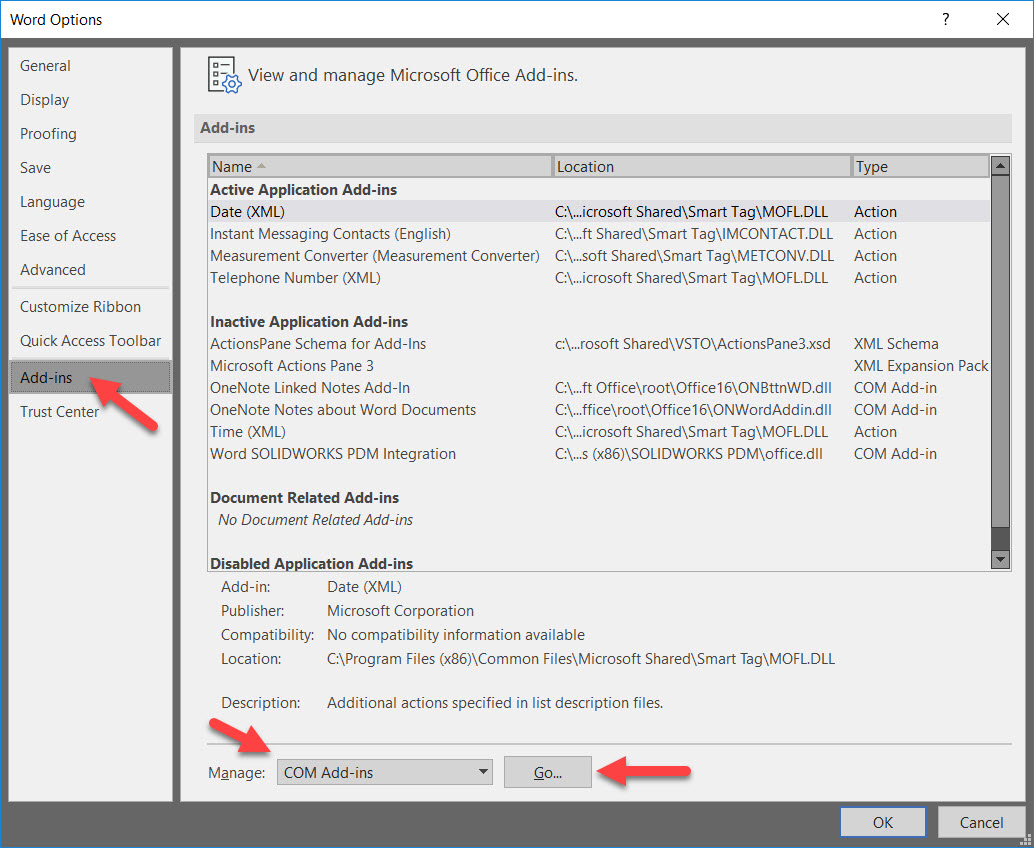 Word Options ?
General
Display
Proofing
Save
Language
Ease of Access
Advanced
Customize Ribbon
Quick Access Toolbar
Add-ins
Trust Center
View and manage Microsoft Office Add-ins.
Add-ins
Name Location Type
Active Application Add-ins
Date (XML) C:\...icrosoft Shared\Smart Tag\MOFL.DLL Action
Instant Messaging Contacts (English) C:\...ft Shared\Smart Tag\IMCONTACT.DLL Action
Measurement Converter (Measurement Converter) C:\...soft Shared\Smart Tag\METCONV.DLL Action
Telephone Number (XML) C:\...icrosoft Shared\Smart Tag\MOFL.DLL Action
Inactive Application Add-ins
ActionsPane Schema for Add-Ins c:\...rosoft Shared\VSTO\ActionsPane3.xsd XML Schema
Microsoft Actions Pane 3 XML Expansion Pack
OneNote Linked Notes Add-In C:\...ft Office\root\Office16\ONBttnWD.dll COM Add-in
OneNote Notes about Word Documents C:\...ffice\root\Office16\ONWordAddin.dll COM Add-in
Time (XML) C:\...icrosoft Shared\Smart Tag\MOFL.DLL Action
Word SOLIDWORKS PDM Integration C:\...s (x86)\SOLIDWORKS PDM\office.dll COM Add-in
Document Related Add-ins
No Document Related Add-ins
Disabled Application Add-ins
Add-in: Date (XML)
Publisher: Microsoft Corporation
Compatibility: No compatibility information available
Location: C:\Program Files (x86)\Common Files\Microsoft Shared\Smart Tag\MOFL.DLL
Description: Additional actions specified in list description files.
Manage: COM Add-ins Go...
OK Cancel